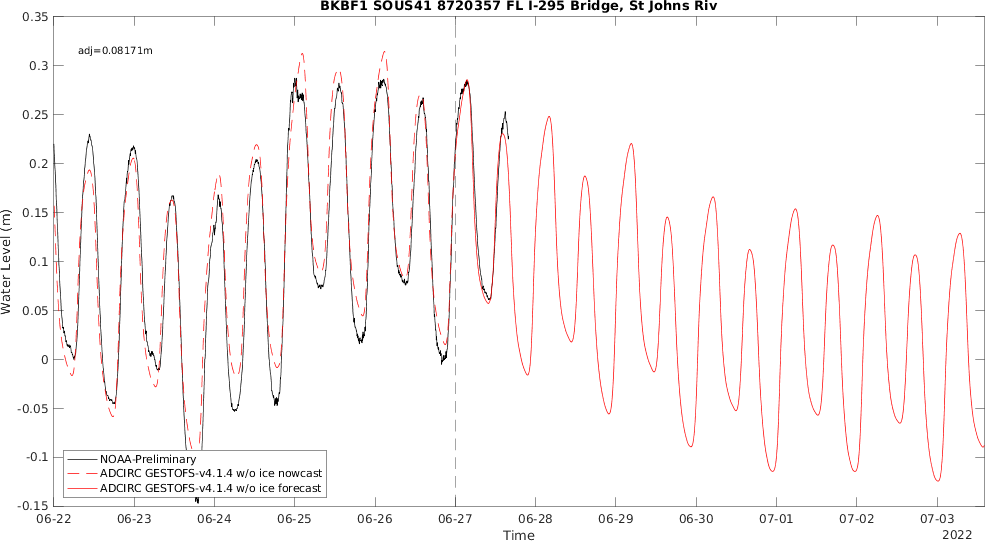 BKBF1 SOUS41 8720357 FL I-295 Bridge, St Johns Riv
adj=0.08171m
0.35
0.3
0.25
0.2
0.15
0.1
0.05
0
-0.05
-0.1
-0.15
Water Level (m)
NOAA-Preliminary
ADCIRC GESTOFS-v4.1.4 w/o ice nowcast
ADCIRC GESTOFS-v4.1.4 w/o ice forecast
06-22 06-23 06-24 06-25 06-26 06-27 06-28 06-29 06-30 07-01 07-02 07-03
Time
2022